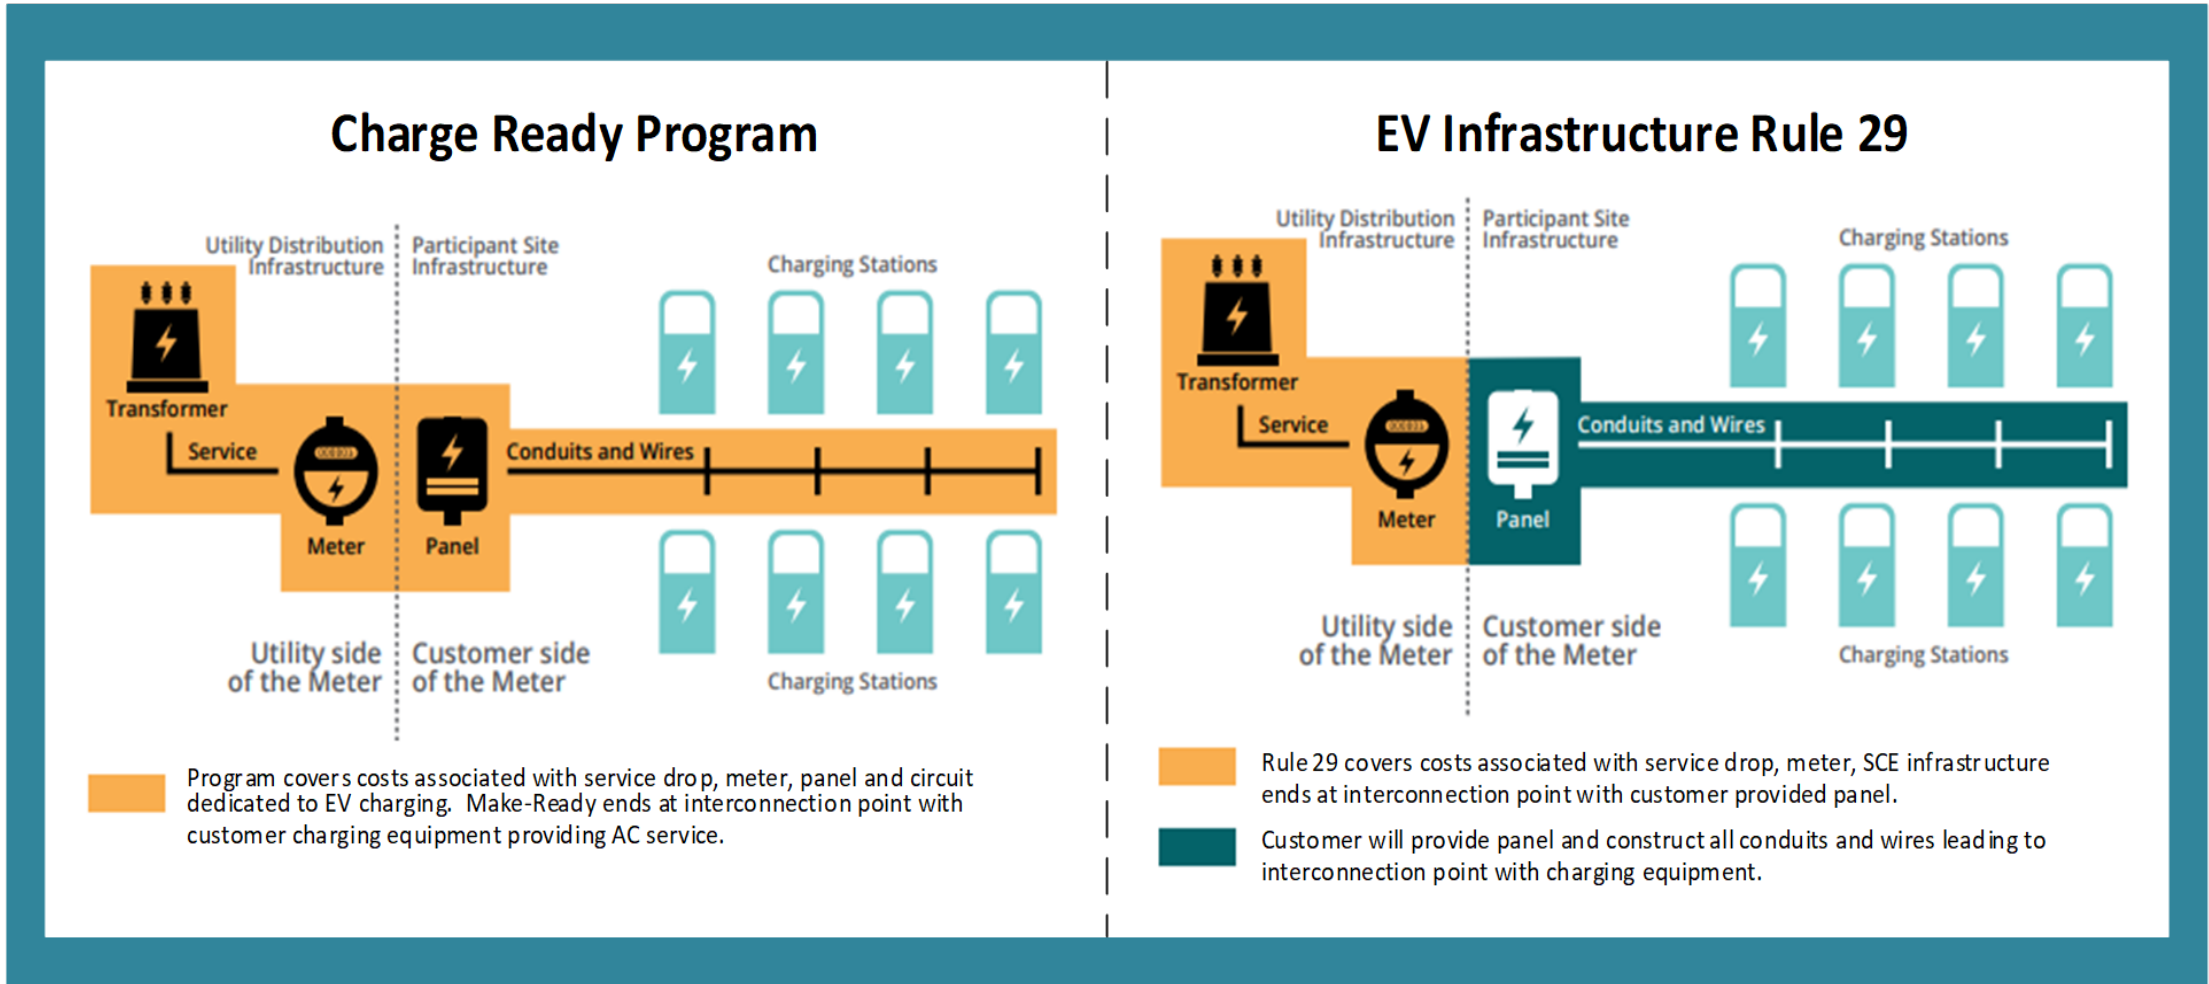 Charge Ready Program
Utility Distribution
Infrastructure
Participant Site
Infrastructure
Charging Stations
Transformer
Service
Meter
Panel
Conduits and Wires
Utility side
of the Meter
Customer side
of the Meter
Charging Stations
Program covers costs associated with service drop, meter, panel and circuit
dedicated to EV charging. Make-Ready ends at interconnection point with
customer charging equipment providing AC service.
EV Infrastructure Rule 29
Utility Distribution
Infrastructure
Participant Site
Infrastructure
Charging Stations
Transformer
Service
Meter
Panel
Conduits and Wires
Utility side
of the Meter
Customer side
of the Meter
Charging Stations
Rule 29 covers costs associated with service drop, meter, SCE infrastructure
ends at interconnection point with customer provided panel.
Customer will provide panel and construct all conduits and wires leading to
interconnection point with charging equipment.